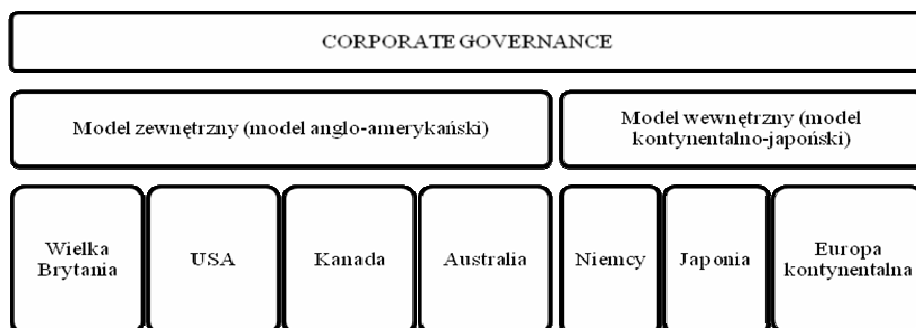 CORPORATE GOVERNANCE
Model zewnętrzny (model anglo-amerykański)
Model wewnętrzny (model
kontynentalno-japoński)
Wielka
Brytania
USA
Kanada
Australia
Niemcy
Japonia
Europa
kontynentalna